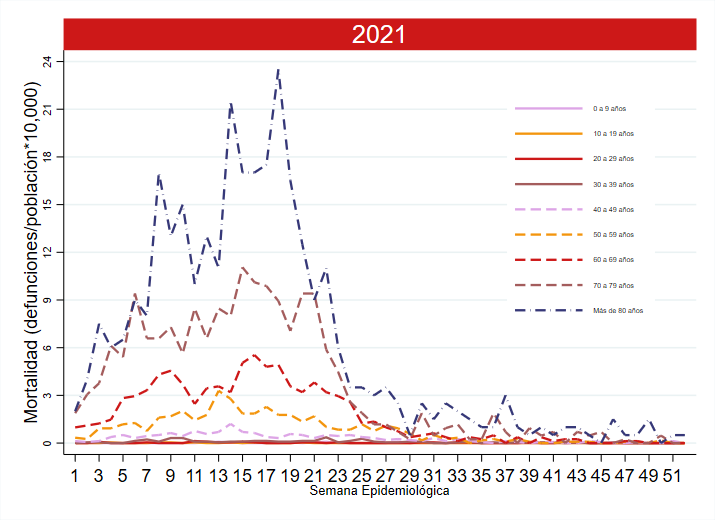 2021
Mortalidad (defunciones/población*10,000)
24
21
18
15
12
9
6
3
0
0 a 9 años
10 a 19 años
20 a 29 años
30 a 39 años
40 a 49 años
50 a 59 años
60 a 69 años
70 a 79 años
Más de 80 años
1 3 5 7 9 11 13 15 17 19 21 23 25 27 29 31 33 35 37 39 41 43 45 47 49 51
Semana Epidemiológica